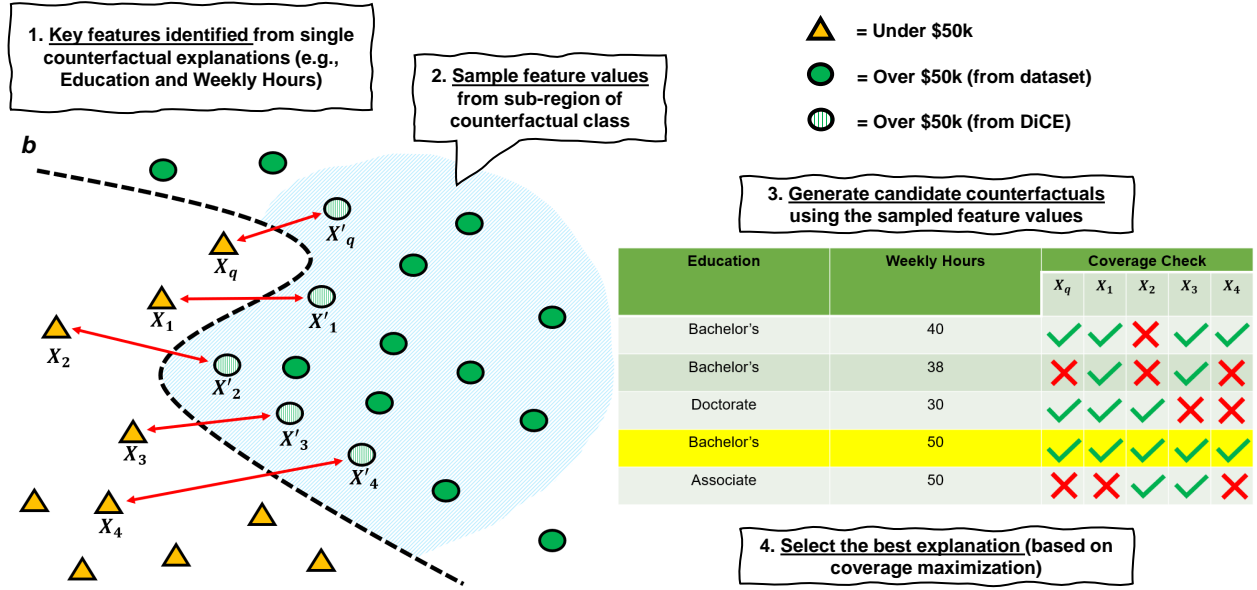 1. Key features identified from single
counterfactual explanations (e.g.,
Education and Weekly Hours)
2. Sample feature values
from sub-region of
counterfactual class
= Under $50k
= Over $50k (from dataset)
= Over $50k (from DiCE)
b
X'q
Xq
X1
X'1
X2
X'2
X3
X'3
X4
X'4
3. Generate candidate counterfactuals
using the sampled feature values
Education Weekly Hours Coverage Check
Xq X1 X2 X3 X4
Bachelor's 40
Bachelor's 38
Doctorate 30
Bachelor's 50
Associate 50
4. Select the best explanation (based on
coverage maximization)